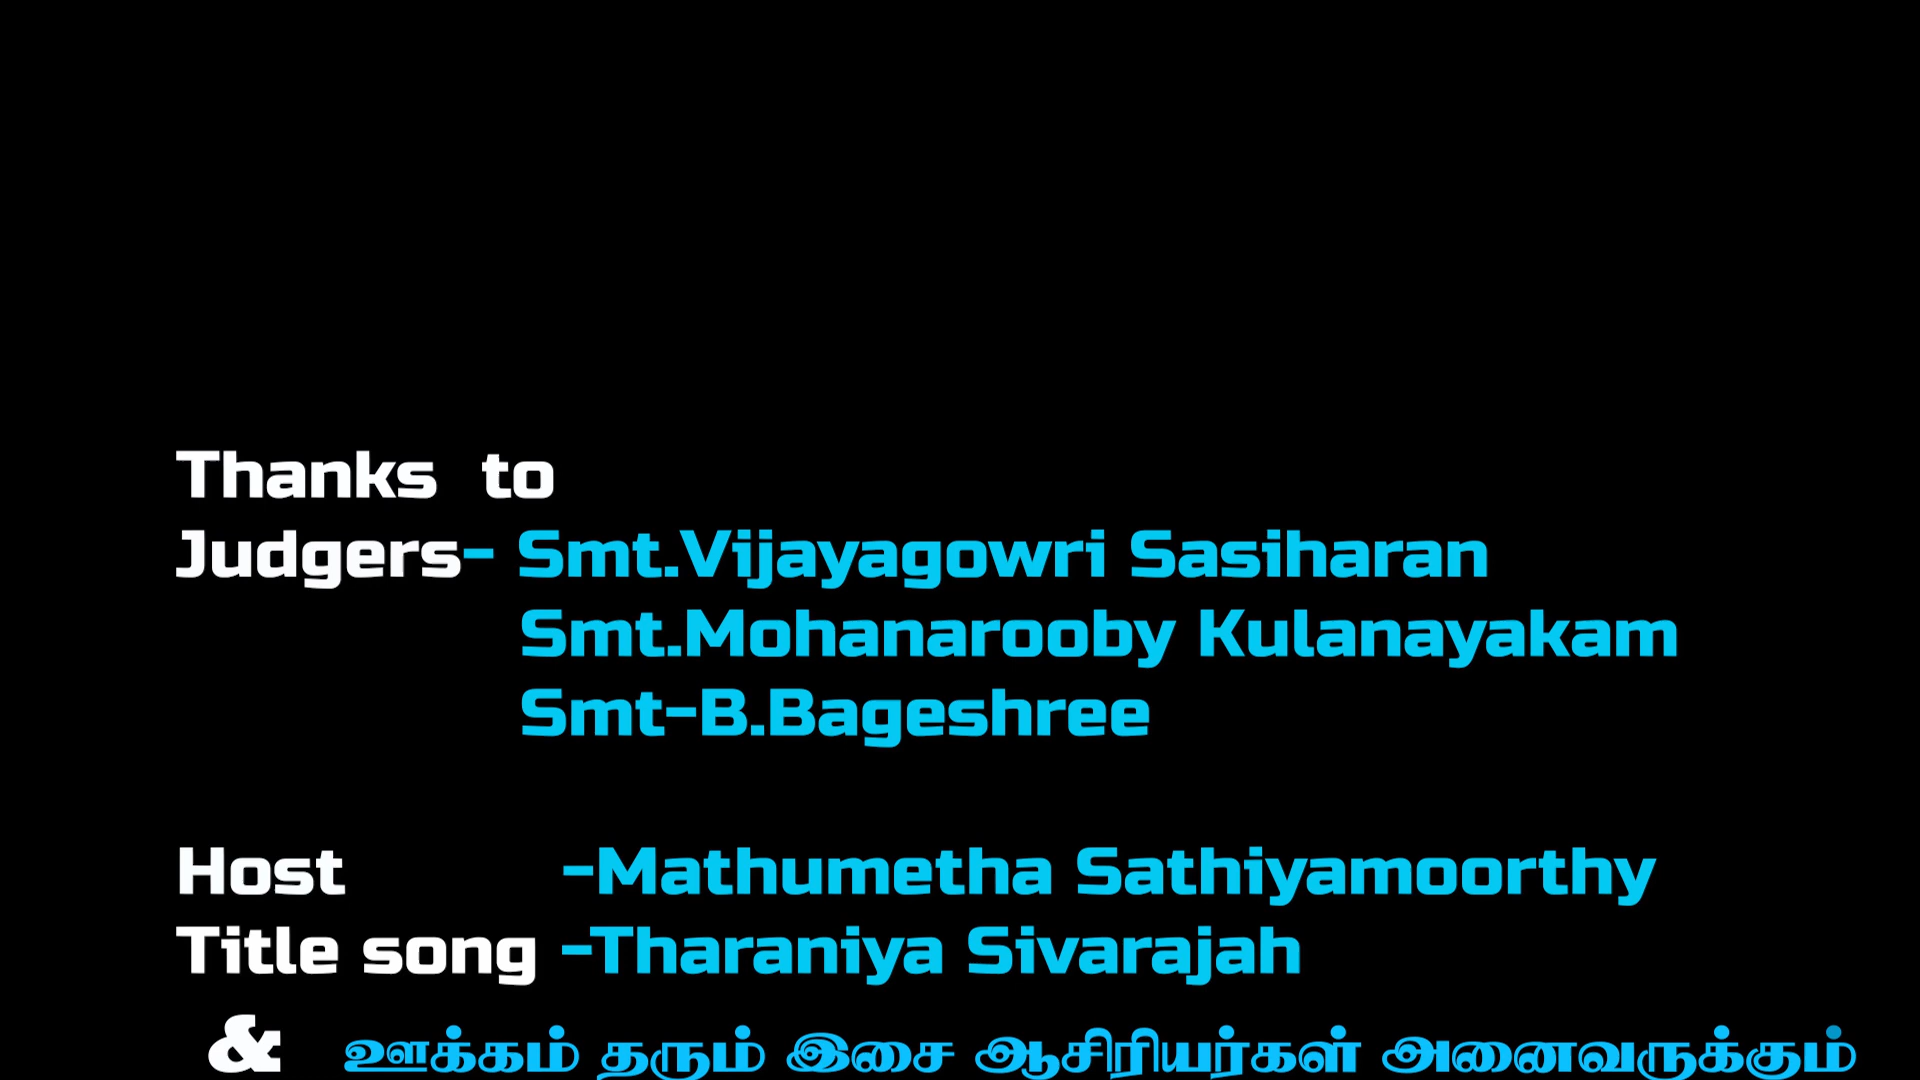 Thanks to
Judgers- Smt.Vijayagowri Sasiharan
Smt.Mohanarooby Kulanayakam
Smt-B.Bageshree
Host -Mathumetha Sathiyamoorthy
Title song -Tharaniya Sivarajah
& ஊக்கம் தரும் இசை ஆசிரியர்கள் அனைவருக்கும்